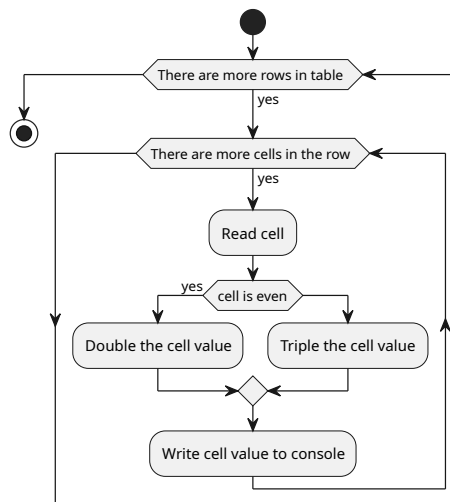 There are more rows in table
yes
There are more cells in the row
yes
Read cell
yes
cell is even
Double the cell value
Triple the cell value
Write cell value to console